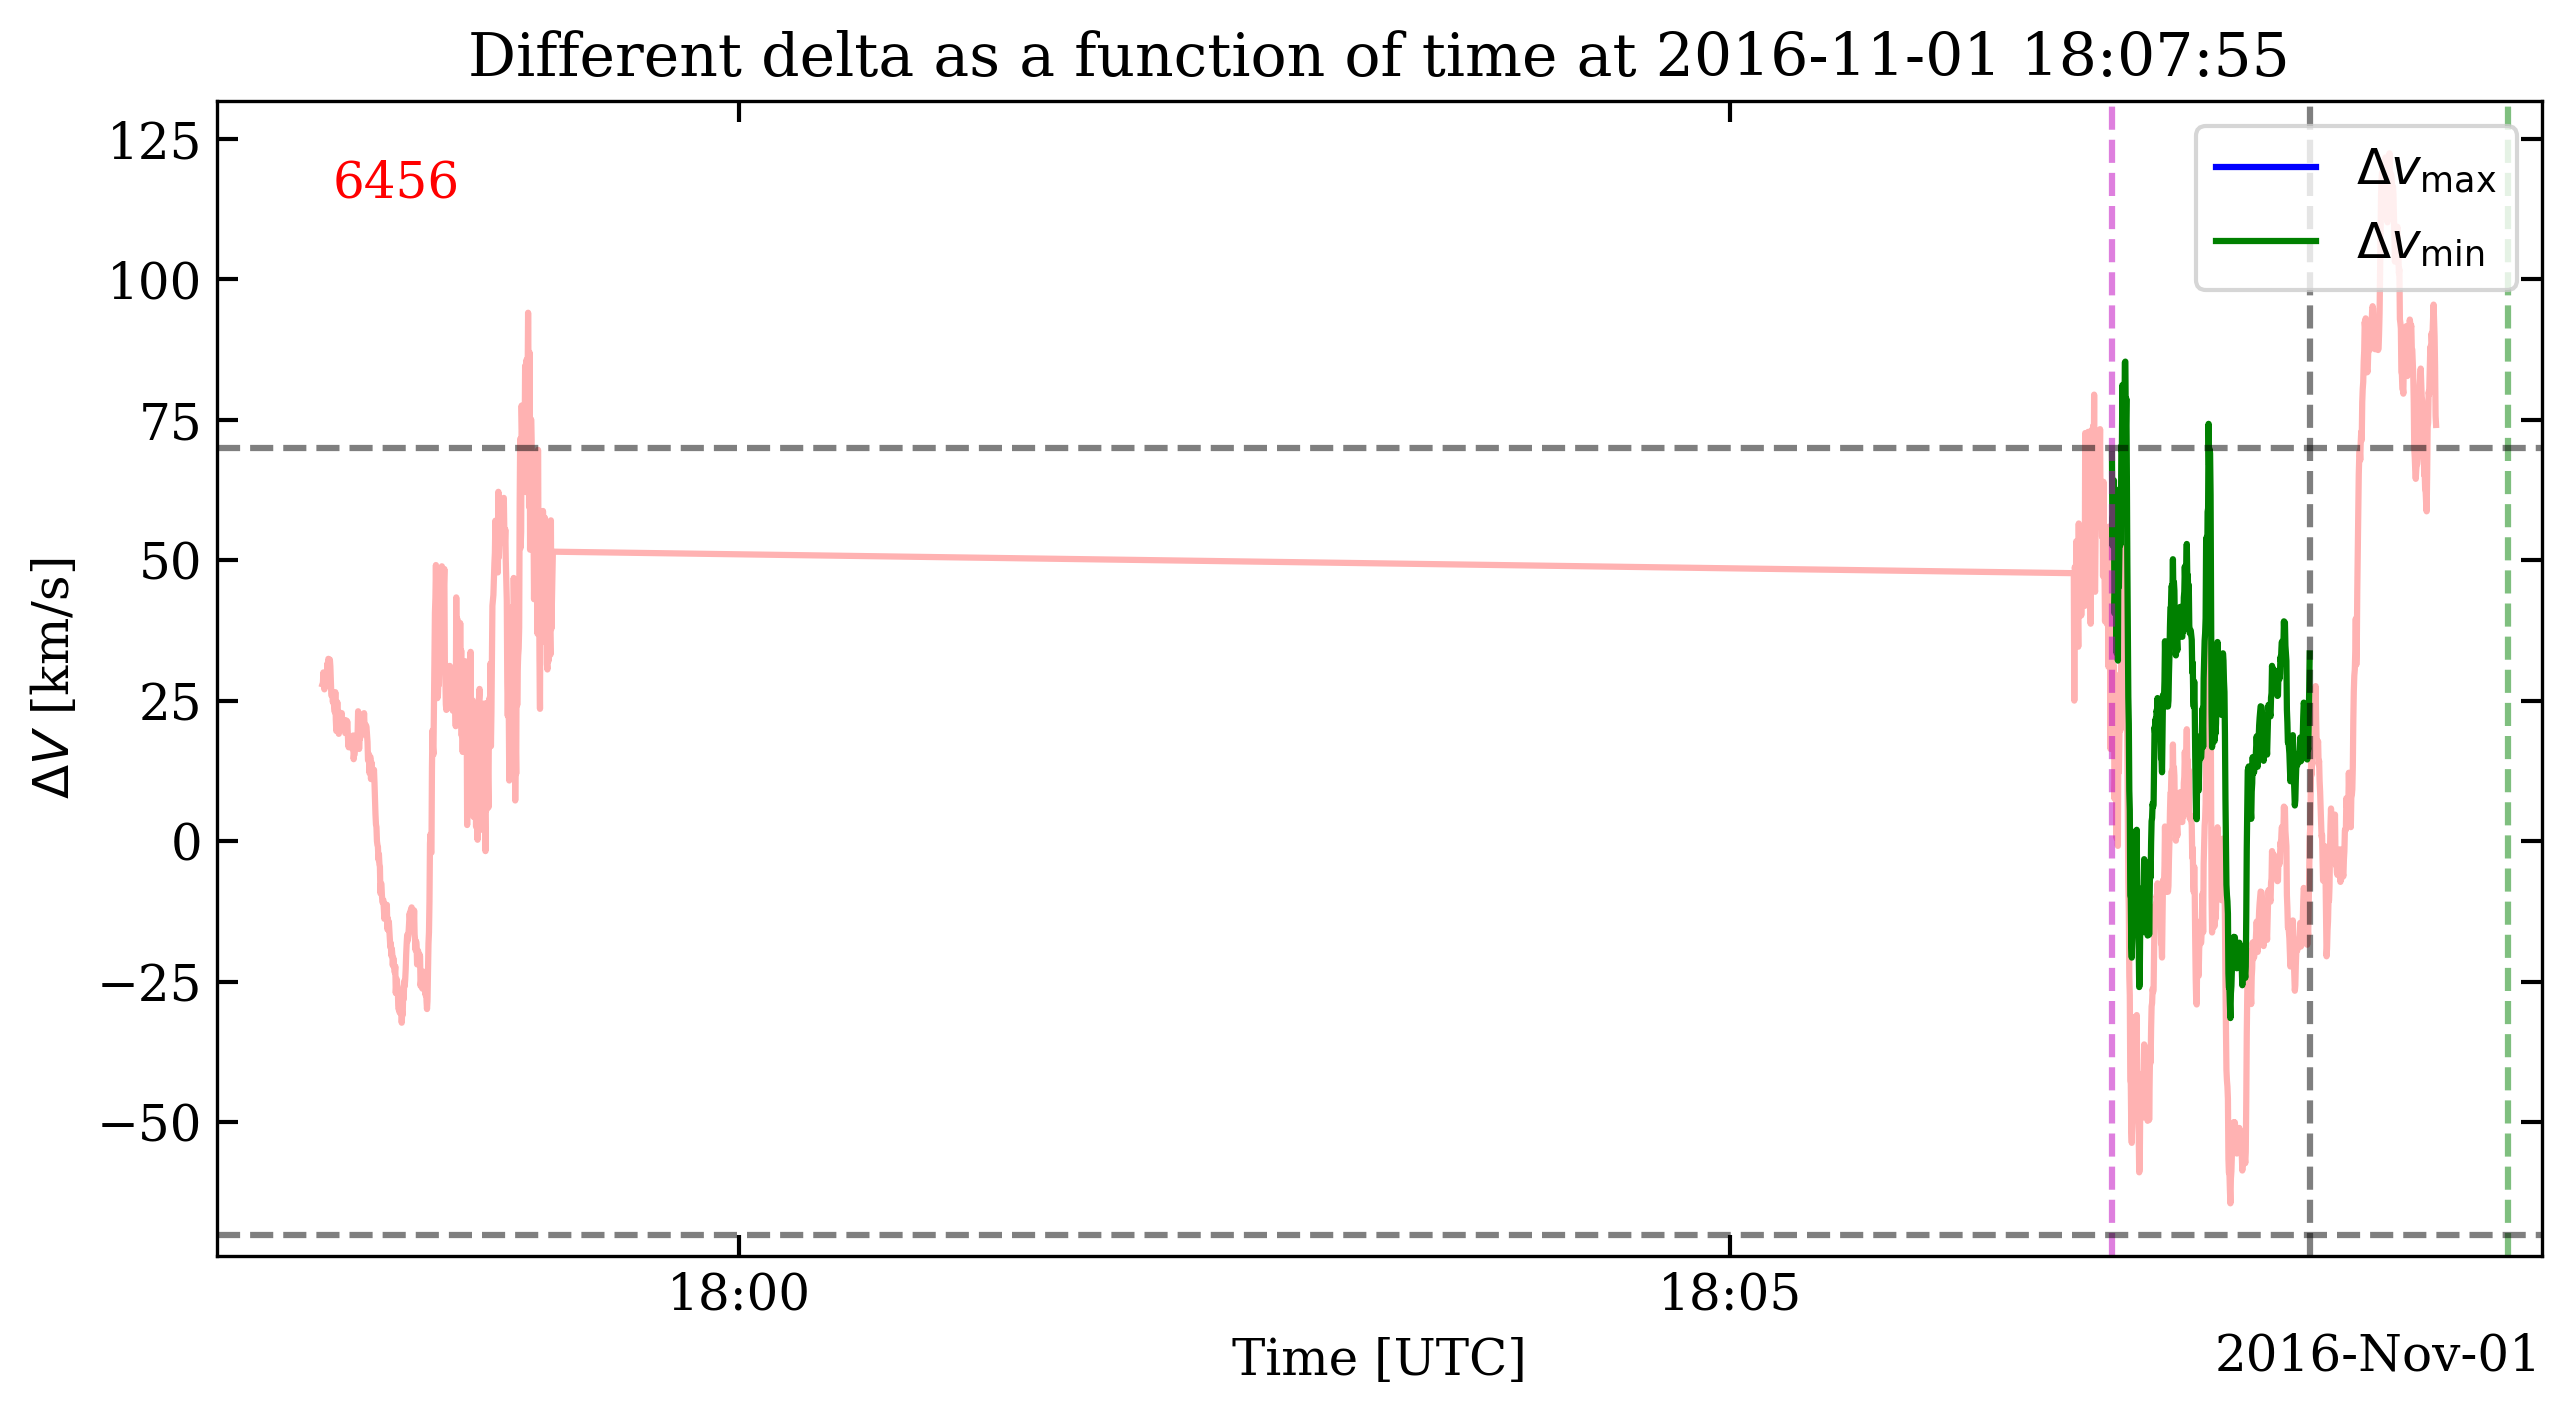 Different delta as a function of time at 2016-11-01 18:07:55
6456
Δv_max
Δv_min
125
100
75
50
25
0
−25
−50
ΔV [km/s]
18:00
18:05
Time [UTC]
2016-Nov-01